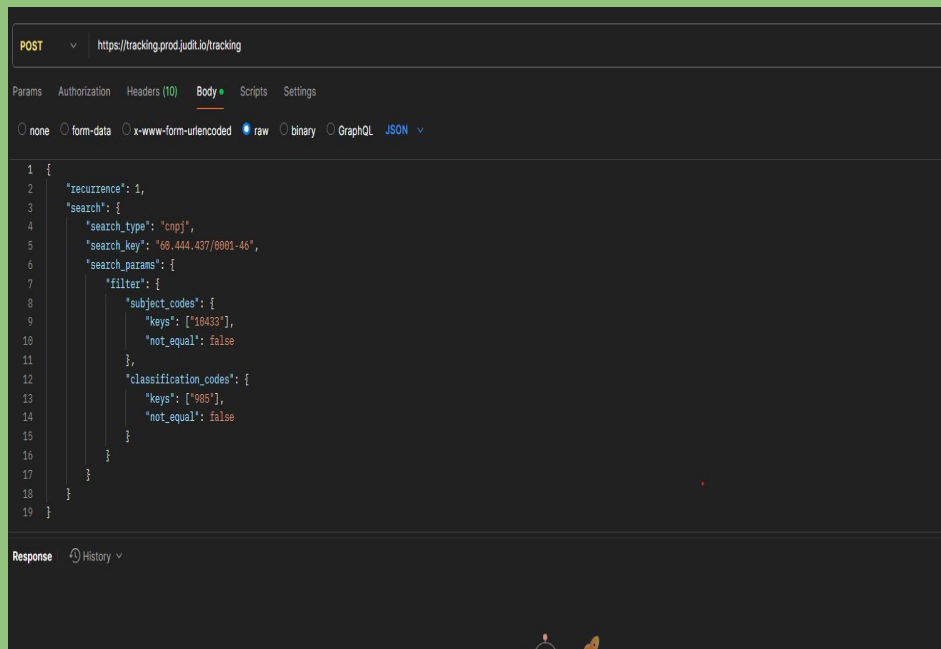 POST https://tracking.prod.judit.io/tracking
Params Authorization Headers (10) Body Scripts Settings
none form-data x-www-form-urlencoded raw binary GraphQL JSON
1 {
2 "recurrence": 1,
3 "search": {
4 "search_type": "cnpj",
5 "search_key": "60.444.437/0001-46",
6 "search_params": {
7 "filter": {
8 "subject_codes": {
9 "keys": ["10433"],
10 "not_equal": false
11 },
12 "classification_codes": {
13 "keys": ["985"],
14 "not_equal": false
15 }
16 }
17 }
18 }
19 }
Response History